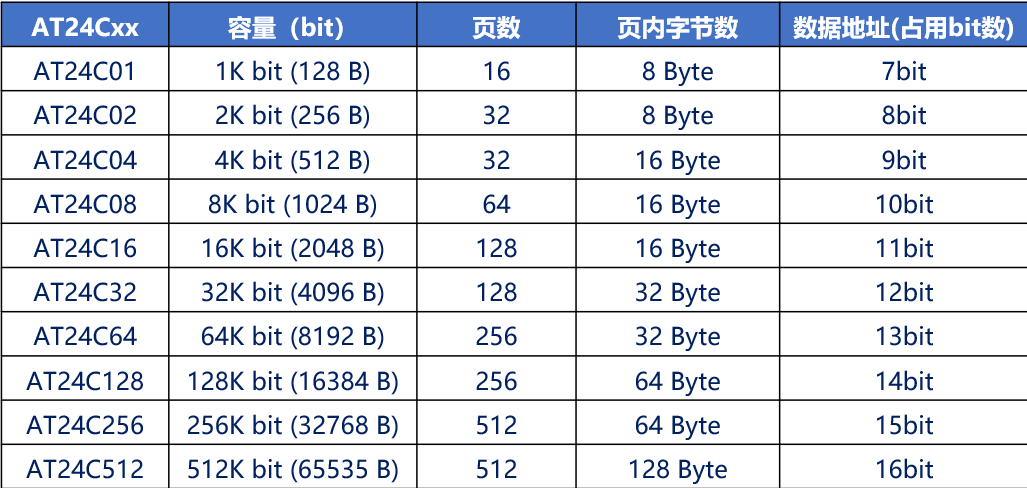 AT24Cxx 容量（bit） 页数 页内字节数 数据地址(占用bit数)
AT24C01 1K bit (128 B) 16 8 Byte 7bit
AT24C02 2K bit (256 B) 32 8 Byte 8bit
AT24C04 4K bit (512 B) 32 16 Byte 9bit
AT24C08 8K bit (1024 B) 64 16 Byte 10bit
AT24C16 16K bit (2048 B) 128 16 Byte 11bit
AT24C32 32K bit (4096 B) 128 32 Byte 12bit
AT24C64 64K bit (8192 B) 256 32 Byte 13bit
AT24C128 128K bit (16384 B) 256 64 Byte 14bit
AT24C256 256K bit (32768 B) 512 64 Byte 15bit
AT24C512 512K bit (65535 B) 512 128 Byte 16bit